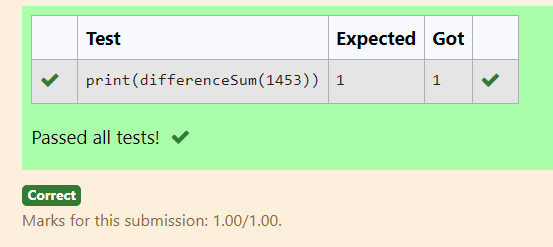 Test Expected Got
print(differenceSum(1453)) 1 1
Passed all tests!
Correct
Marks for this submission: 1.00/1.00.